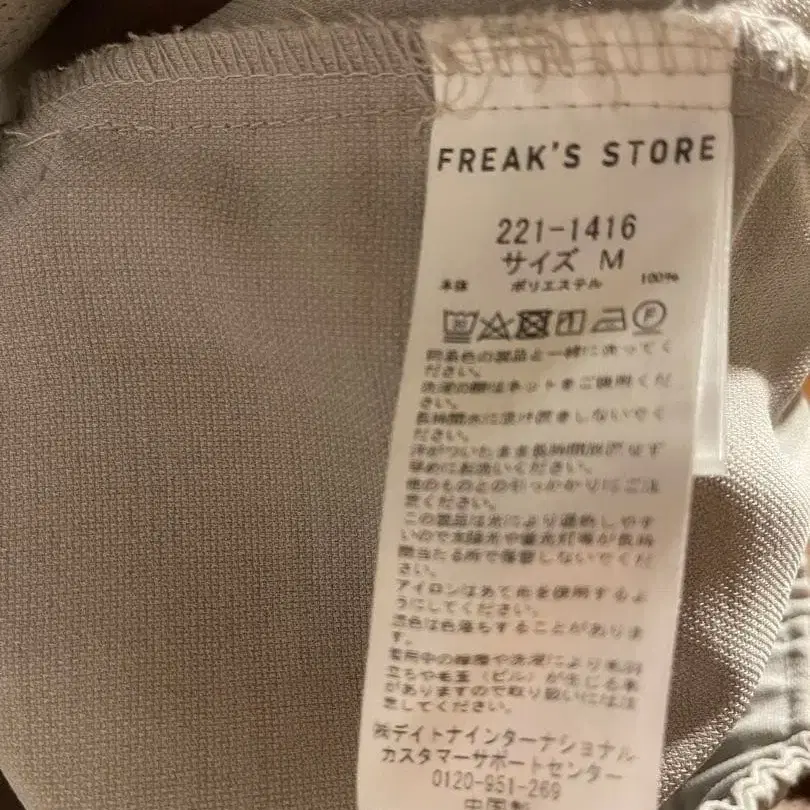 FREAK'S STORE
221-1416
サイズ M
本体 ポリエステル 100%
同系色の製品と一緒に洗ってく
ださい。
洗濯の際はネットをご使用くだ
さい。
長時間水に浸け置きしないでく
ださい。
汗がついたまま長時間放置せず
早めにお洗いください。
他のものとの引っかかりにご注
意ください。
この製品は光により退色しやす
いので太陽光や蛍光灯等が長時
間当たる所で保管しないでくだ
さい。
アイロンはあて布を使用するよ
うにしてください。
濃色は色落ちすることがありま
す。
着用中の摩擦や洗濯により毛羽
立ちや毛玉（ピル）が生じる事
がありますので取り扱いには注
意してください。
㈱デイトナインターナショナル
カスタマーサポートセンター
0120-951-269
中国製